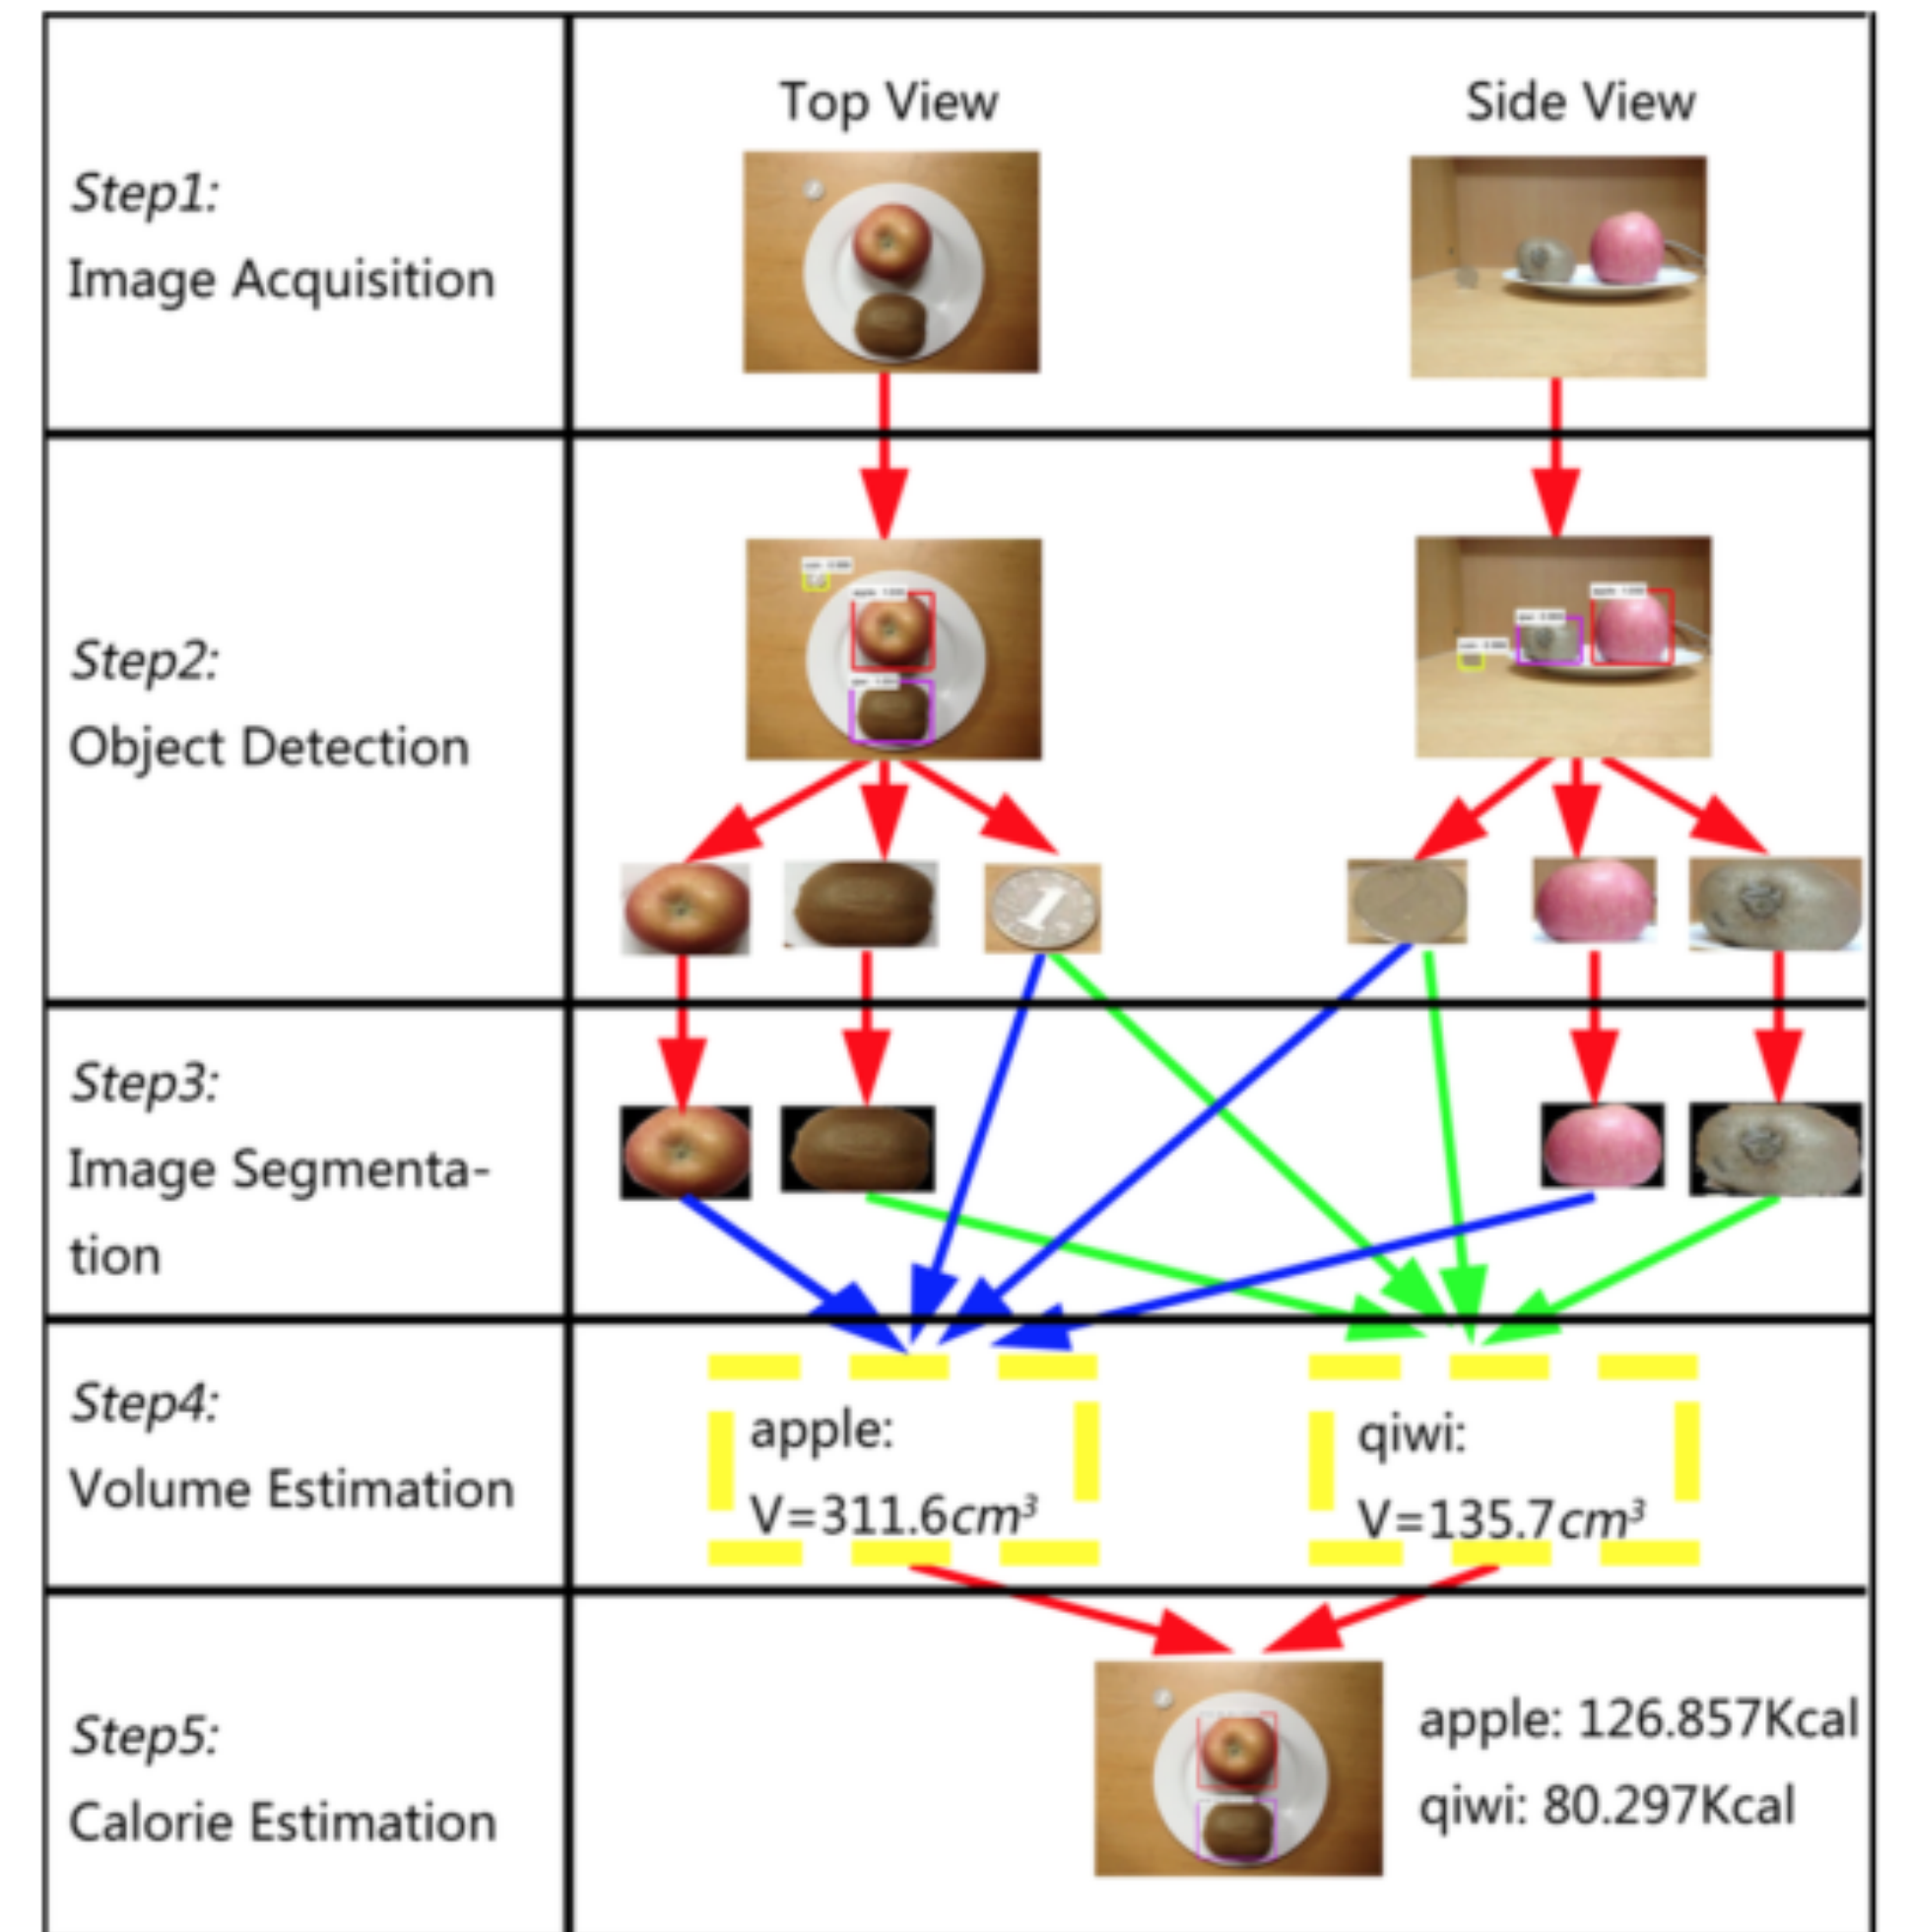 Top View
Side View
Step1:
Image Acquisition
Step2:
Object Detection
1
Step3:
Image Segmenta-
tion
Step4:
Volume Estimation
apple:
V=311.6cm³
qiwi:
V=135.7cm³
Step5:
Calorie Estimation
apple: 126.857Kcal
qiwi: 80.297Kcal